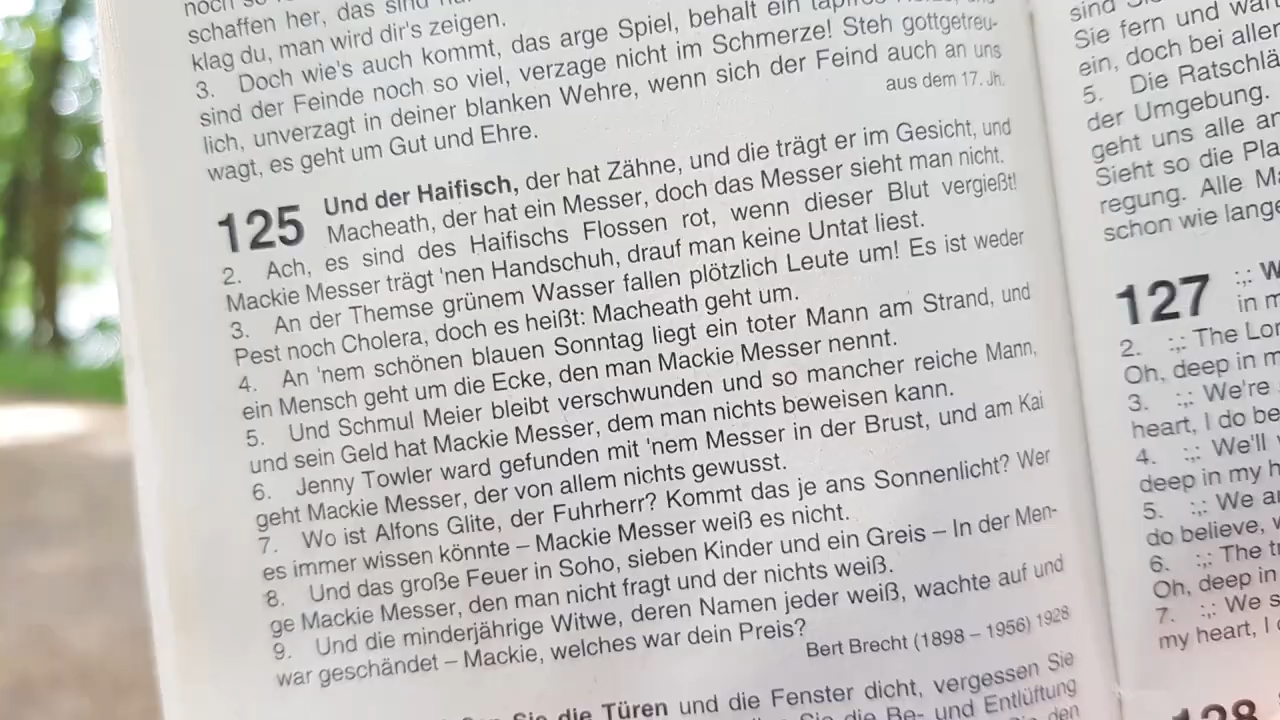 noch so
schaffen her, das sind
klag du, man wird dir's zeigen.
3. Doch wie's auch kommt, das arge Spiel, behalt ein
sind der Feinde noch so viel, verzage nicht im Schmerze! Steh gottgetreu-
lich, unverzagt in deiner blanken Wehre, wenn sich der Feind auch an uns
wagt, es geht um Gut und Ehre.
aus dem 17. Jh.
125 Und der Haifisch, der hat Zähne, und die trägt er im Gesicht, und
Macheath, der hat ein Messer, doch das Messer sieht man nicht.
2. Ach, es sind des Haifischs Flossen rot, wenn dieser Blut vergießt!
Mackie Messer trägt 'nen Handschuh, drauf man keine Untat liest.
3. An der Themse grünem Wasser fallen plötzlich Leute um! Es ist weder
Pest noch Cholera, doch es heißt: Macheath geht um.
4. An 'nem schönen blauen Sonntag liegt ein toter Mann am Strand, und
ein Mensch geht um die Ecke, den man Mackie Messer nennt.
5. Und Schmul Meier bleibt verschwunden und so mancher reiche Mann,
und sein Geld hat Mackie Messer, dem man nichts beweisen kann.
6. Jenny Towler ward gefunden mit 'nem Messer in der Brust, und am Kai
geht Mackie Messer, der von allem nichts gewusst.
7. Wo ist Alfons Glite, der Fuhrherr? Kommt das je ans Sonnenlicht? Wer
es immer wissen könnte – Mackie Messer weiß es nicht.
8. Und das große Feuer in Soho, sieben Kinder und ein Greis – In der Men-
ge Mackie Messer, den man nicht fragt und der nichts weiß.
9. Und die minderjährige Witwe, deren Namen jeder weiß, wachte auf und
war geschändet – Mackie, welches war dein Preis?
Bert Brecht (1898 – 1956) 1928
Sie die Türen und die Fenster dicht, vergessen Sie
die Be- und Entlüftung
den
sind
Sie fern und
ein, doch bei aller
5. Die
der Umgebung.
geht uns alle
Sieht so die
regung. Alle
schon wie lange
127 :,:
in
2. :,: The
Oh, deep in
3. :,: We're
heart, I do
4. :,: We'll
deep in my
5. :,: We
do believe,
6. :,: The
Oh, deep in
7. :,: We
my heart, I
128